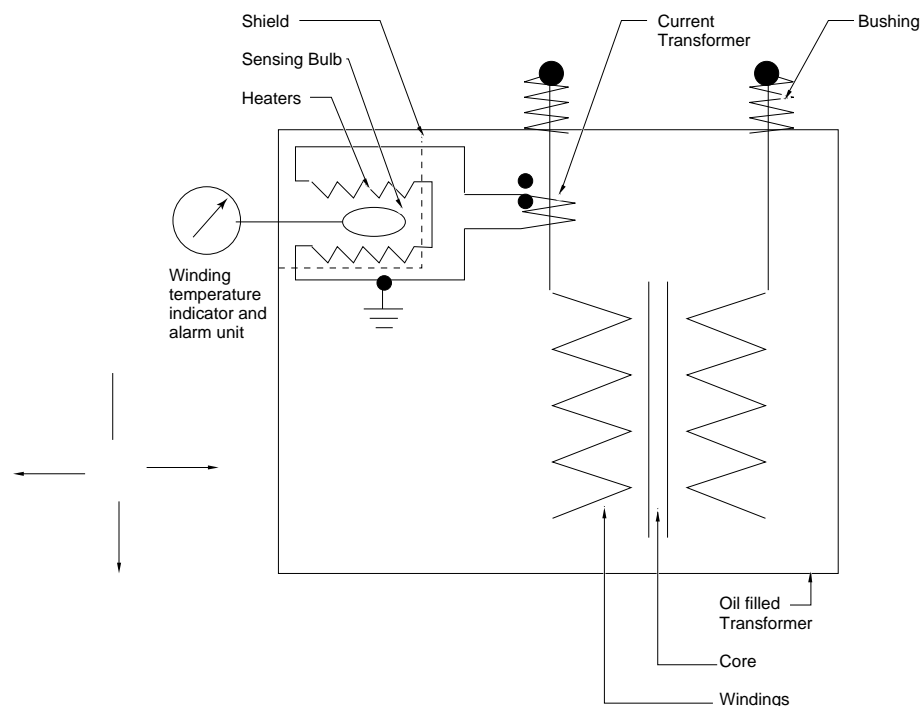 Shield
Sensing Bulb
Heaters
Current
Transformer
Bushing
Winding
temperature
indicator and
alarm unit
Oil filled
Transformer
Core
Windings